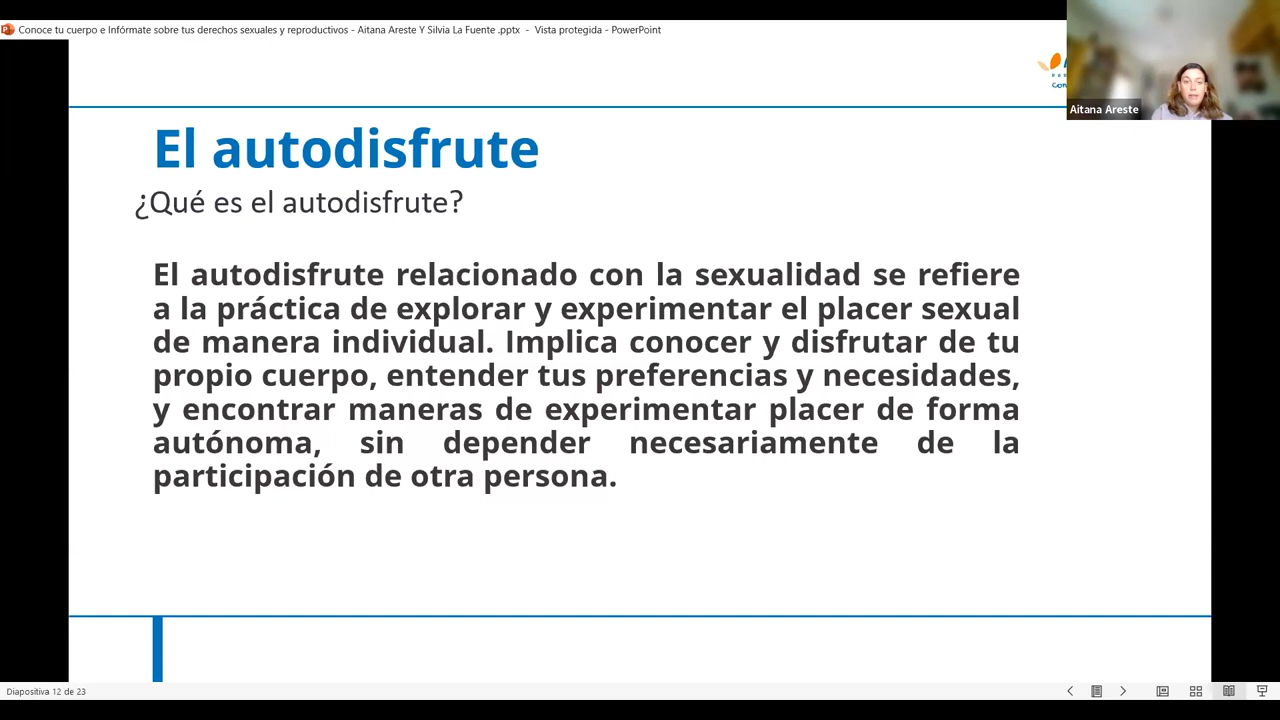 Conoce tu cuerpo e Infórmate sobre tus derechos sexuales y reproductivos - Aitana Areste Y Silvia La Fuente .pptx - Vista protegida - PowerPoint
Aitana Areste
El autodisfrute
¿Qué es el autodisfrute?
El autodisfrute relacionado con la sexualidad se refiere
a la práctica de explorar y experimentar el placer sexual
de manera individual. Implica conocer y disfrutar de tu
propio cuerpo, entender tus preferencias y necesidades,
y encontrar maneras de experimentar placer de forma
autónoma, sin depender necesariamente de la
participación de otra persona.
Diapositiva 12 de 23